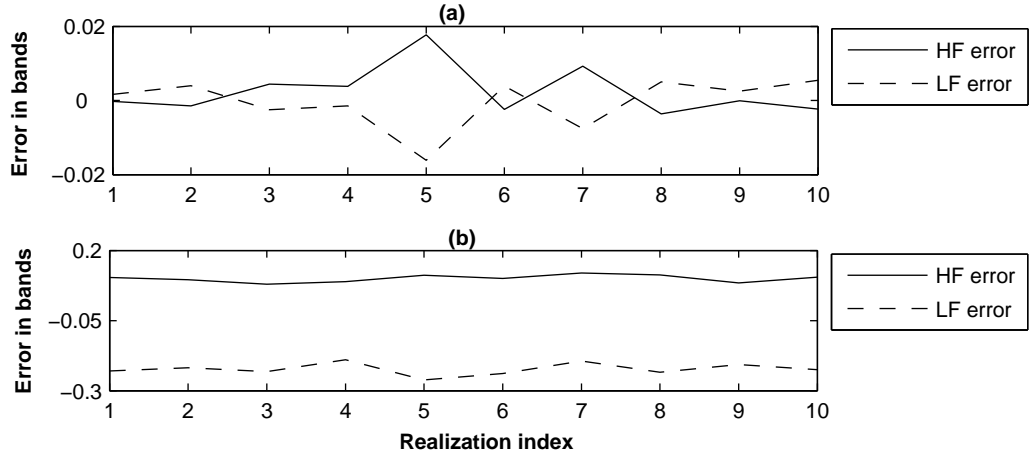 (a)
Error in bands
0.02
0
−0.02
1 2 3 4 5 6 7 8 9 10
HF error
LF error
(b)
Error in bands
0.2
−0.05
−0.3
1 2 3 4 5 6 7 8 9 10
Realization index
HF error
LF error